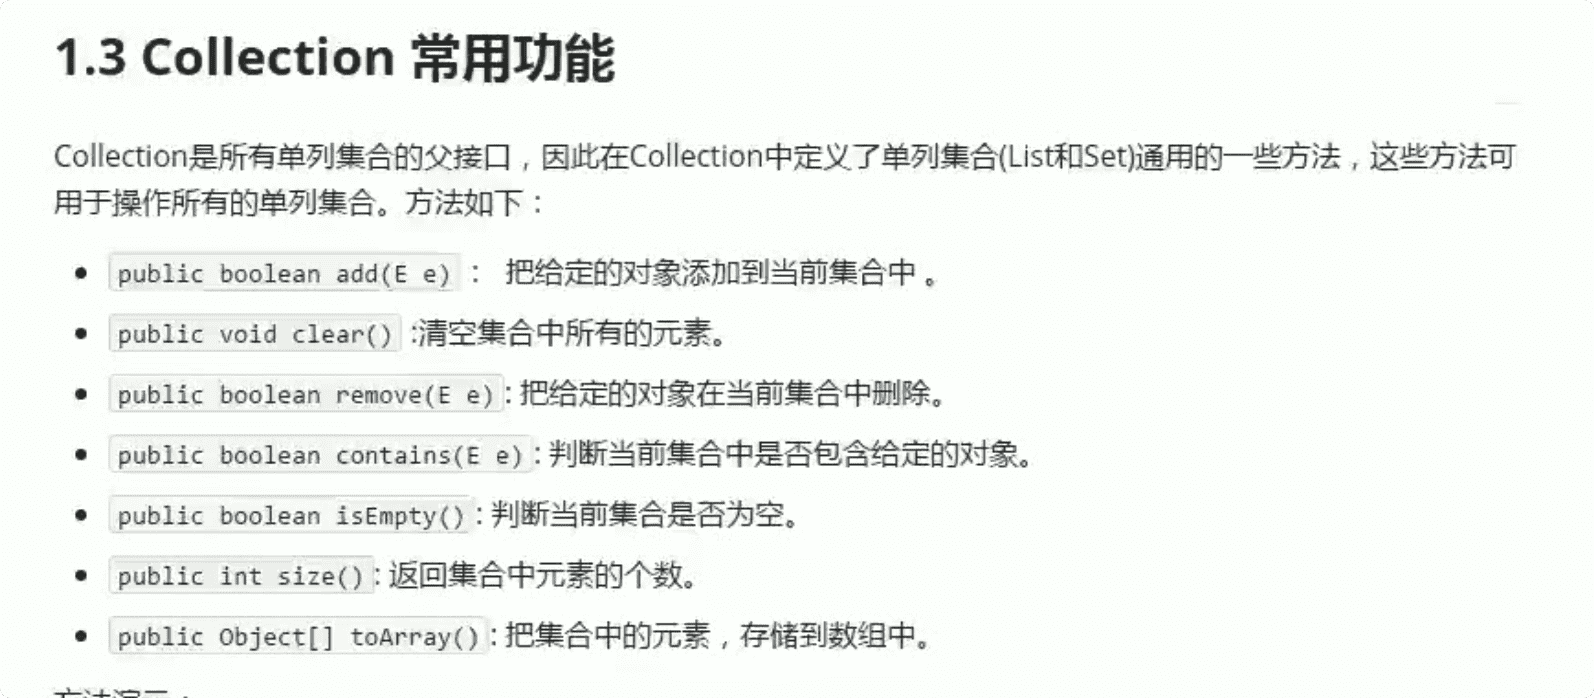 1.3 Collection 常用功能
Collection是所有单列集合的父接口，因此在Collection中定义了单列集合(List和Set)通用的一些方法，这些方法可
用于操作所有的单列集合。方法如下：
• public boolean add(E e) ： 把给定的对象添加到当前集合中 。
• public void clear() :清空集合中所有的元素。
• public boolean remove(E e) : 把给定的对象在当前集合中删除。
• public boolean contains(E e) : 判断当前集合中是否包含给定的对象。
• public boolean isEmpty() : 判断当前集合是否为空。
• public int size() : 返回集合中元素的个数。
• public Object[] toArray() : 把集合中的元素，存储到数组中。